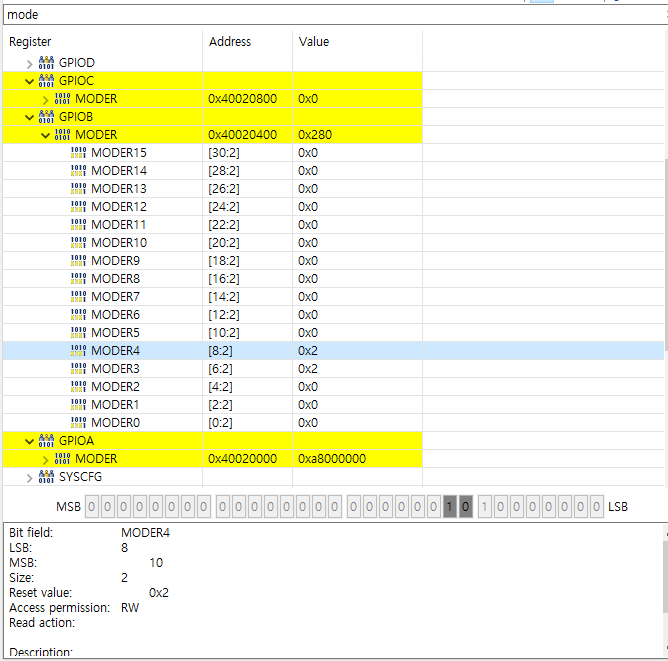 mode
Register Address Value
GPIOD
GPIOC
MODER 0x40020800 0x0
GPIOB
MODER 0x40020400 0x280
MODER15 [30:2] 0x0
MODER14 [28:2] 0x0
MODER13 [26:2] 0x0
MODER12 [24:2] 0x0
MODER11 [22:2] 0x0
MODER10 [20:2] 0x0
MODER9 [18:2] 0x0
MODER8 [16:2] 0x0
MODER7 [14:2] 0x0
MODER6 [12:2] 0x0
MODER5 [10:2] 0x0
MODER4 [8:2] 0x2
MODER3 [6:2] 0x2
MODER2 [4:2] 0x0
MODER1 [2:2] 0x0
MODER0 [0:2] 0x0
GPIOA
MODER 0x40020000 0xa8000000
SYSCFG
MSB 0 0 0 0 0 0 0 0 0 0 0 0 0 0 0 0 0 0 0 0 0 0 1 0 1 0 0 0 0 0 0 0 LSB
Bit field: MODER4
LSB: 8
MSB: 10
Size: 2
Reset value: 0x2
Access permission: RW
Read action:
Description: